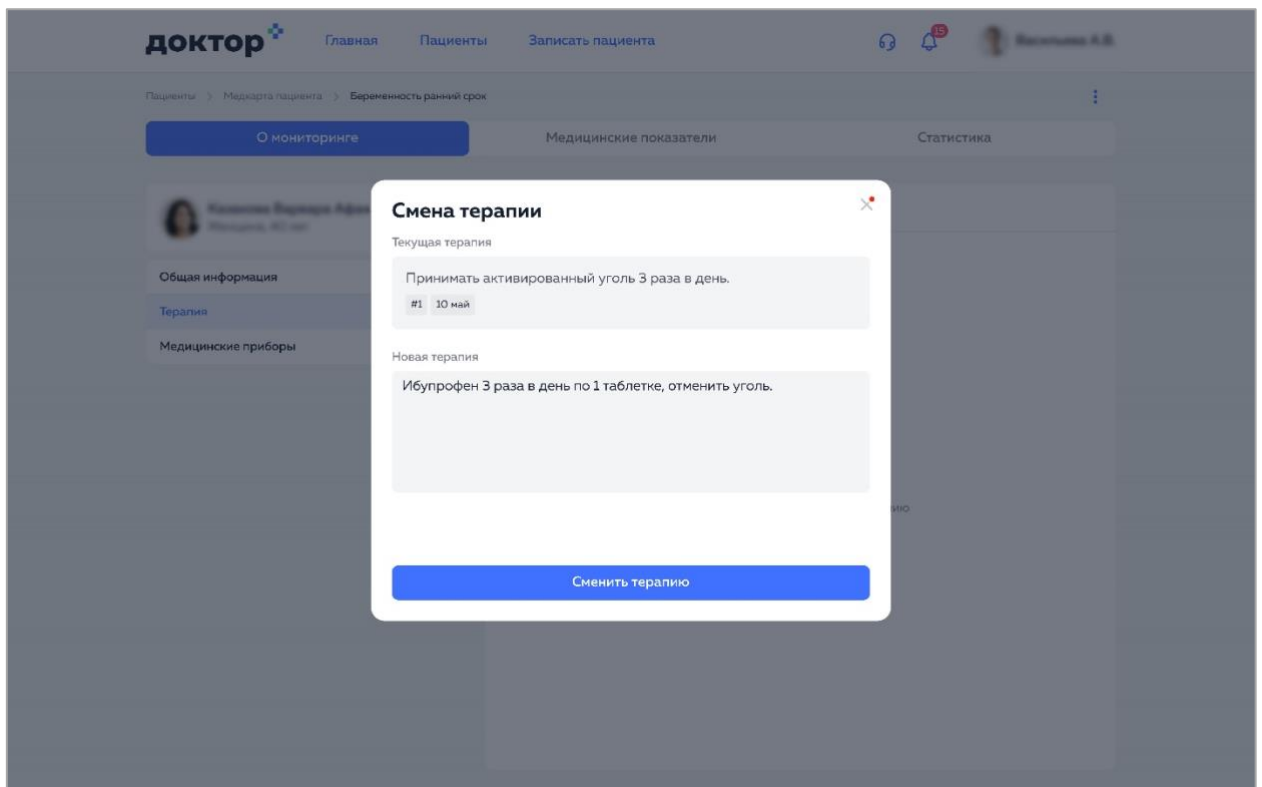 доктор
Главная
Пациенты
Записать пациента
15
Пациенты > Медкарта пациента > Беременность ранний срок
О мониторинге
Медицинские показатели
Статистика
Общая информация
Терапия
Медицинские приборы
Смена терапии
Текущая терапия
Принимать активированный уголь 3 раза в день.
#1 10 май
Новая терапия
Ибупрофен 3 раза в день по 1 таблетке, отменить уголь.
Сменить терапию